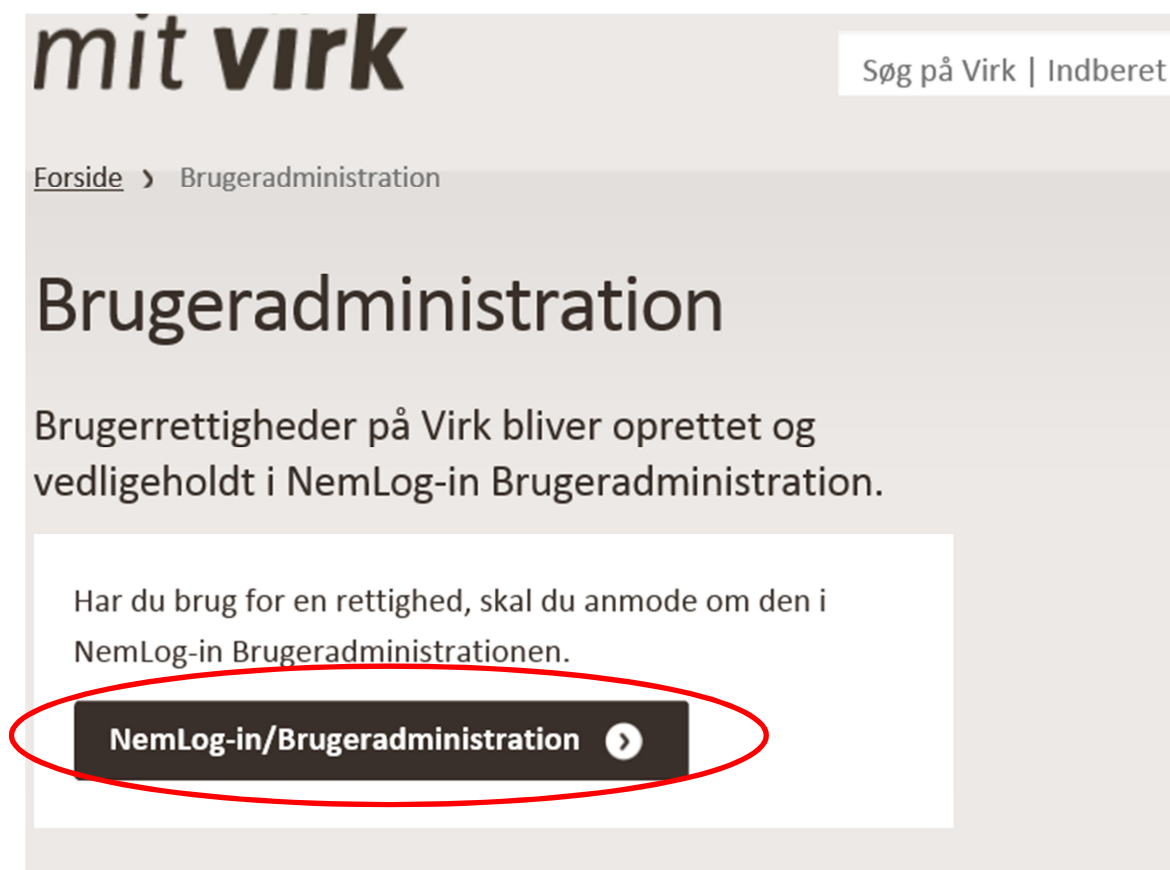 mit virk
Søg på Virk | Indberet
Forside › Brugeradministration
Brugeradministration
Brugerrettigheder på Virk bliver oprettet og
vedligeholdt i NemLog-in Brugeradministration.
Har du brug for en rettighed, skal du anmode om den i
NemLog-in Brugeradministrationen.
NemLog-in/Brugeradministration